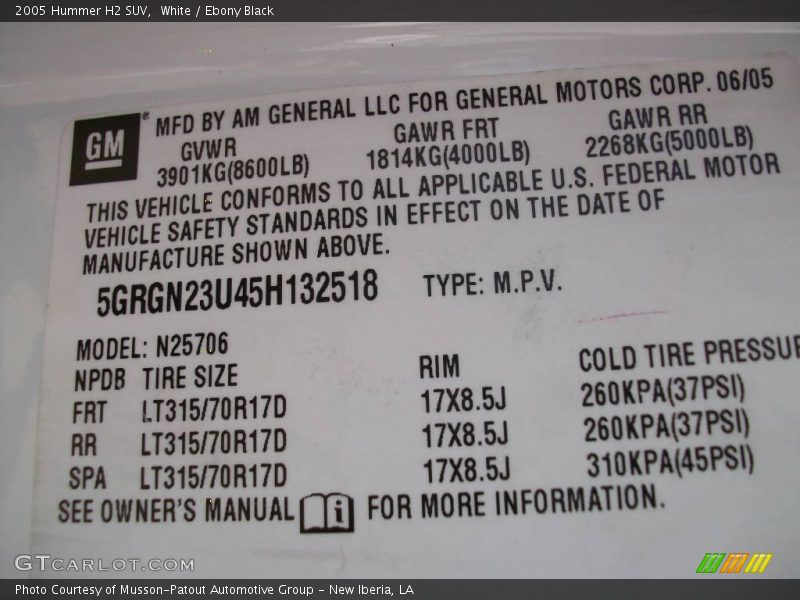 2005 Hummer H2 SUV, White / Ebony Black
GM® MFD BY AM GENERAL LLC FOR GENERAL MOTORS CORP. 06/05
GVWR GAWR FRT GAWR RR
3901KG(8600LB) 1814KG(4000LB) 2268KG(5000LB)
THIS VEHICLE CONFORMS TO ALL APPLICABLE U.S. FEDERAL MOTOR
VEHICLE SAFETY STANDARDS IN EFFECT ON THE DATE OF
MANUFACTURE SHOWN ABOVE.
5GRGN23U45H132518 TYPE: M.P.V.
MODEL: N25706
NPDB TIRE SIZE RIM COLD TIRE PRESSUR
FRT LT315/70R17D 17X8.5J 260KPA(37PSI)
RR LT315/70R17D 17X8.5J 260KPA(37PSI)
SPA LT315/70R17D 17X8.5J 310KPA(45PSI)
SEE OWNER'S MANUAL i FOR MORE INFORMATION.
GTCARLOT.COM
Photo Courtesy of Musson-Patout Automotive Group - New Iberia, LA